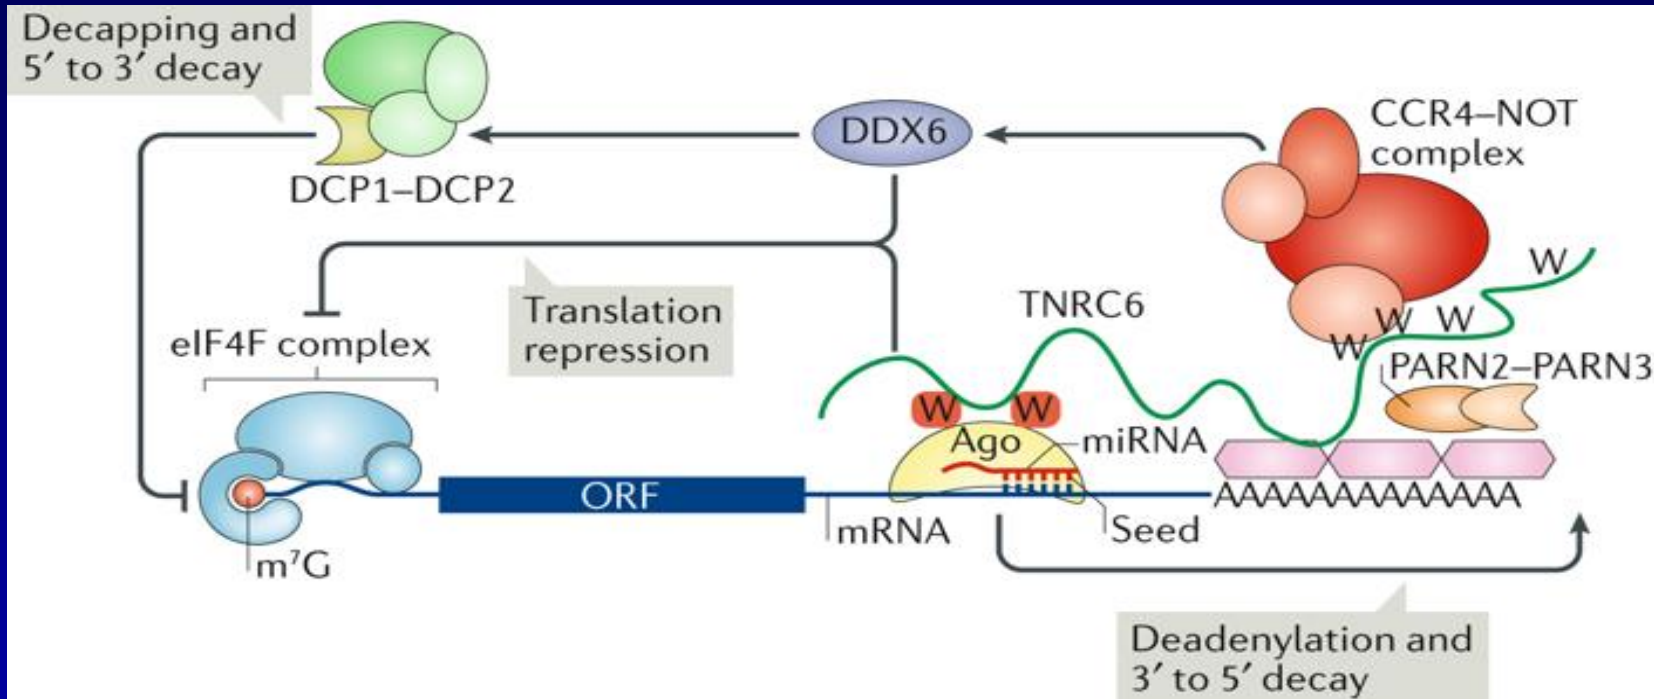 Decapping and
5′ to 3′ decay
DCP1–DCP2
DDX6
CCR4–NOT
complex
Translation
repression
TNRC6
W
W
W
W
PARN2–PARN3
eIF4F complex
W
W
Ago
miRNA
ORF
mRNA
Seed
AAAAAAAAAAAAAA
m⁷G
Deadenylation and
3′ to 5′ decay